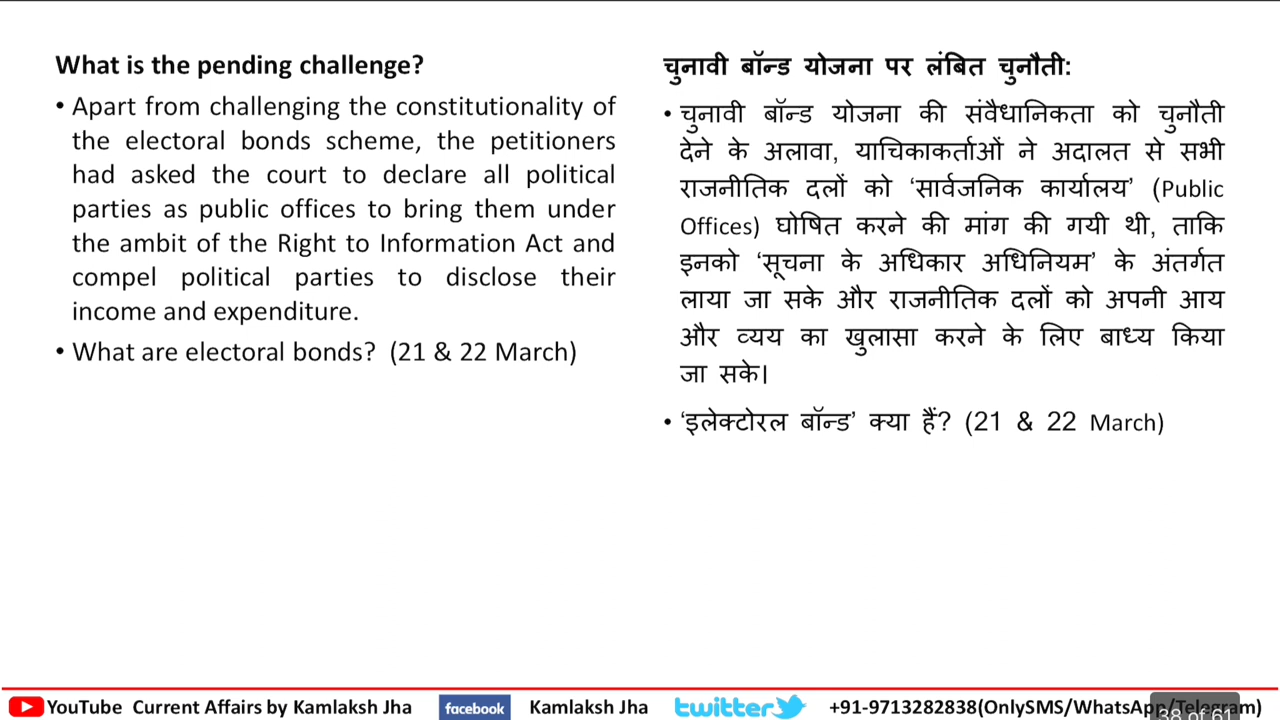 What is the pending challenge?
• Apart from challenging the constitutionality of
the electoral bonds scheme, the petitioners
had asked the court to declare all political
parties as public offices to bring them under
the ambit of the Right to Information Act and
compel political parties to disclose their
income and expenditure.
• What are electoral bonds? (21 & 22 March)
चुनावी बॉन्ड योजना पर लंबित चुनौती:
• चुनावी बॉन्ड योजना की संवैधानिकता को चुनौती
देने के अलावा, याचिकाकर्ताओं ने अदालत से सभी
राजनीतिक दलों को ‘सार्वजनिक कार्यालय’ (Public
Offices) घोषित करने की मांग की गयी थी, ताकि
इनको ‘सूचना के अधिकार अधिनियम’ के अंतर्गत
लाया जा सके और राजनीतिक दलों को अपनी आय
और व्यय का खुलासा करने के लिए बाध्य किया
जा सके।
• ‘इलेक्टोरल बॉन्ड’ क्या हैं? (21 & 22 March)
YouTube Current Affairs by Kamlaksh Jha facebook Kamlaksh Jha twitter +91-9713282838(OnlySMS/WhatsApp/Telegram)
38 of 61